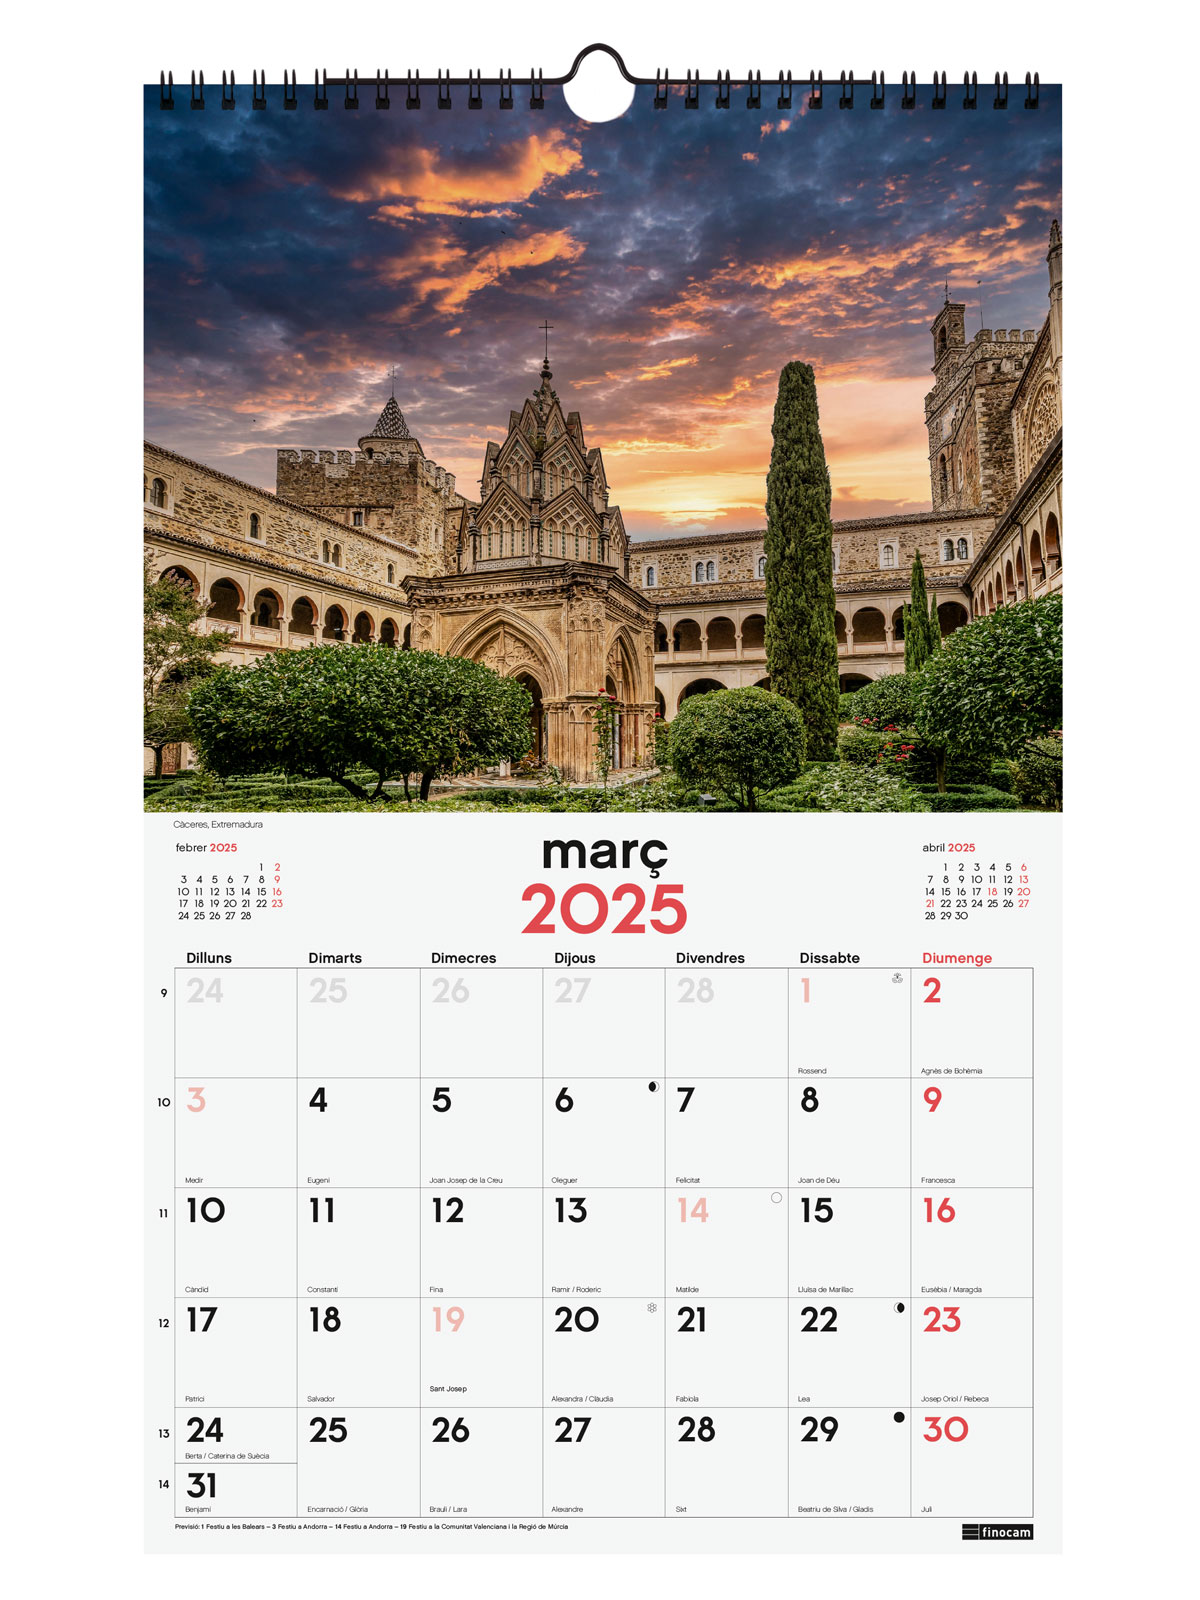 Càceres, Extremadura
febrer 2025
1 2
3 4 5 6 7 8 9
10 11 12 13 14 15 16
17 18 19 20 21 22 23
24 25 26 27 28
març
2025
abril 2025
1 2 3 4 5 6
7 8 9 10 11 12 13
14 15 16 17 18 19 20
21 22 23 24 25 26 27
28 29 30
Dilluns Dimarts Dimecres Dijous Divendres Dissabte Diumenge
9 24 25 26 27 28 1 2
Rossend Agnès de Bohèmia
10 3 4 5 6 7 8 9
Medir Eugeni Joan Josep de la Creu Oleguer Felicitat Joan de Déu Francesca
11 10 11 12 13 14 15 16
Càndid Constantí Fina Ramir / Roderic Matilde Lluïsa de Marillac Eusèbia / Maragda
12 17 18 19 20 21 22 23
Sant Josep
Patrici Salvador Alexandra / Clàudia Fabiola Lea Josep Oriol / Rebeca
13 24 25 26 27 28 29 30
Berta / Caterina de Suècia
14 31
Benjamí Encarnació / Glòria Brauli / Lara Alexandre Sixt Beatriu de Silva / Gladis Juli
Previsió: 1 Festiu a les Balears – 3 Festiu a Andorra – 14 Festiu a Andorra – 19 Festiu a la Comunitat Valenciana i la Regió de Múrcia
finocam